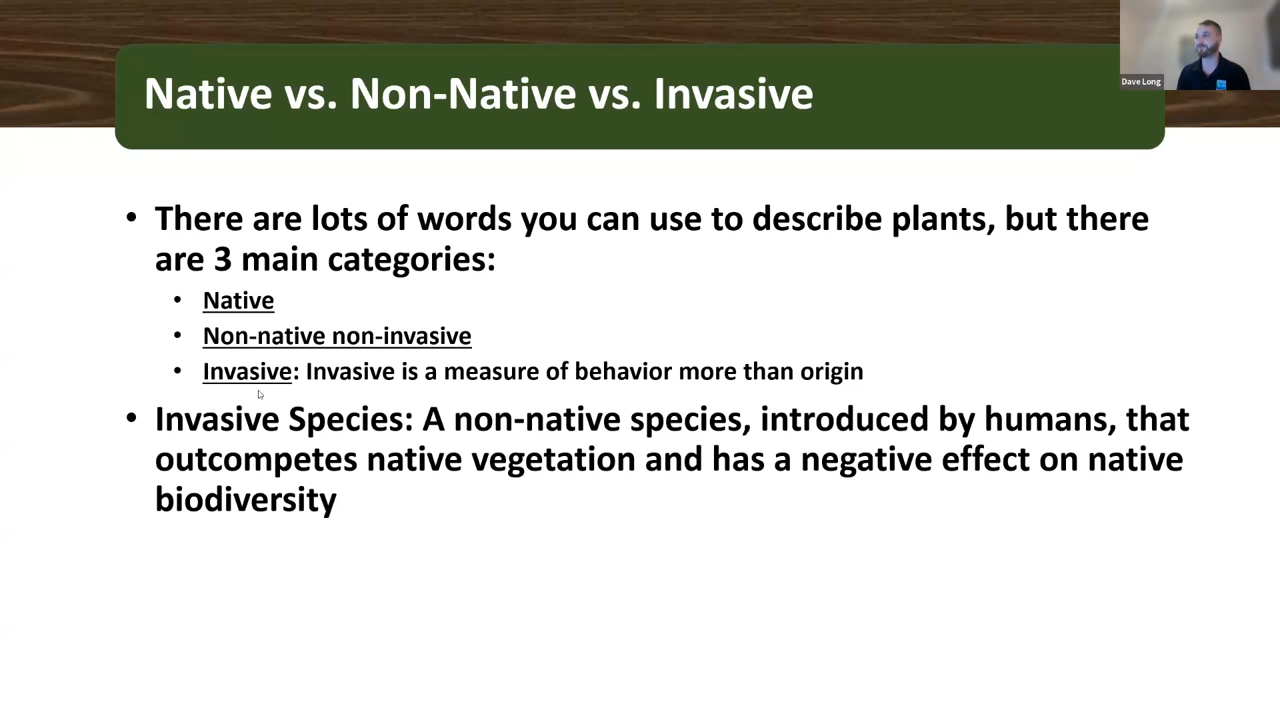 Native vs. Non-Native vs. Invasive
Dave Long
• There are lots of words you can use to describe plants, but there
are 3 main categories:
• Native
• Non-native non-invasive
• Invasive: Invasive is a measure of behavior more than origin
• Invasive Species: A non-native species, introduced by humans, that
outcompetes native vegetation and has a negative effect on native
biodiversity